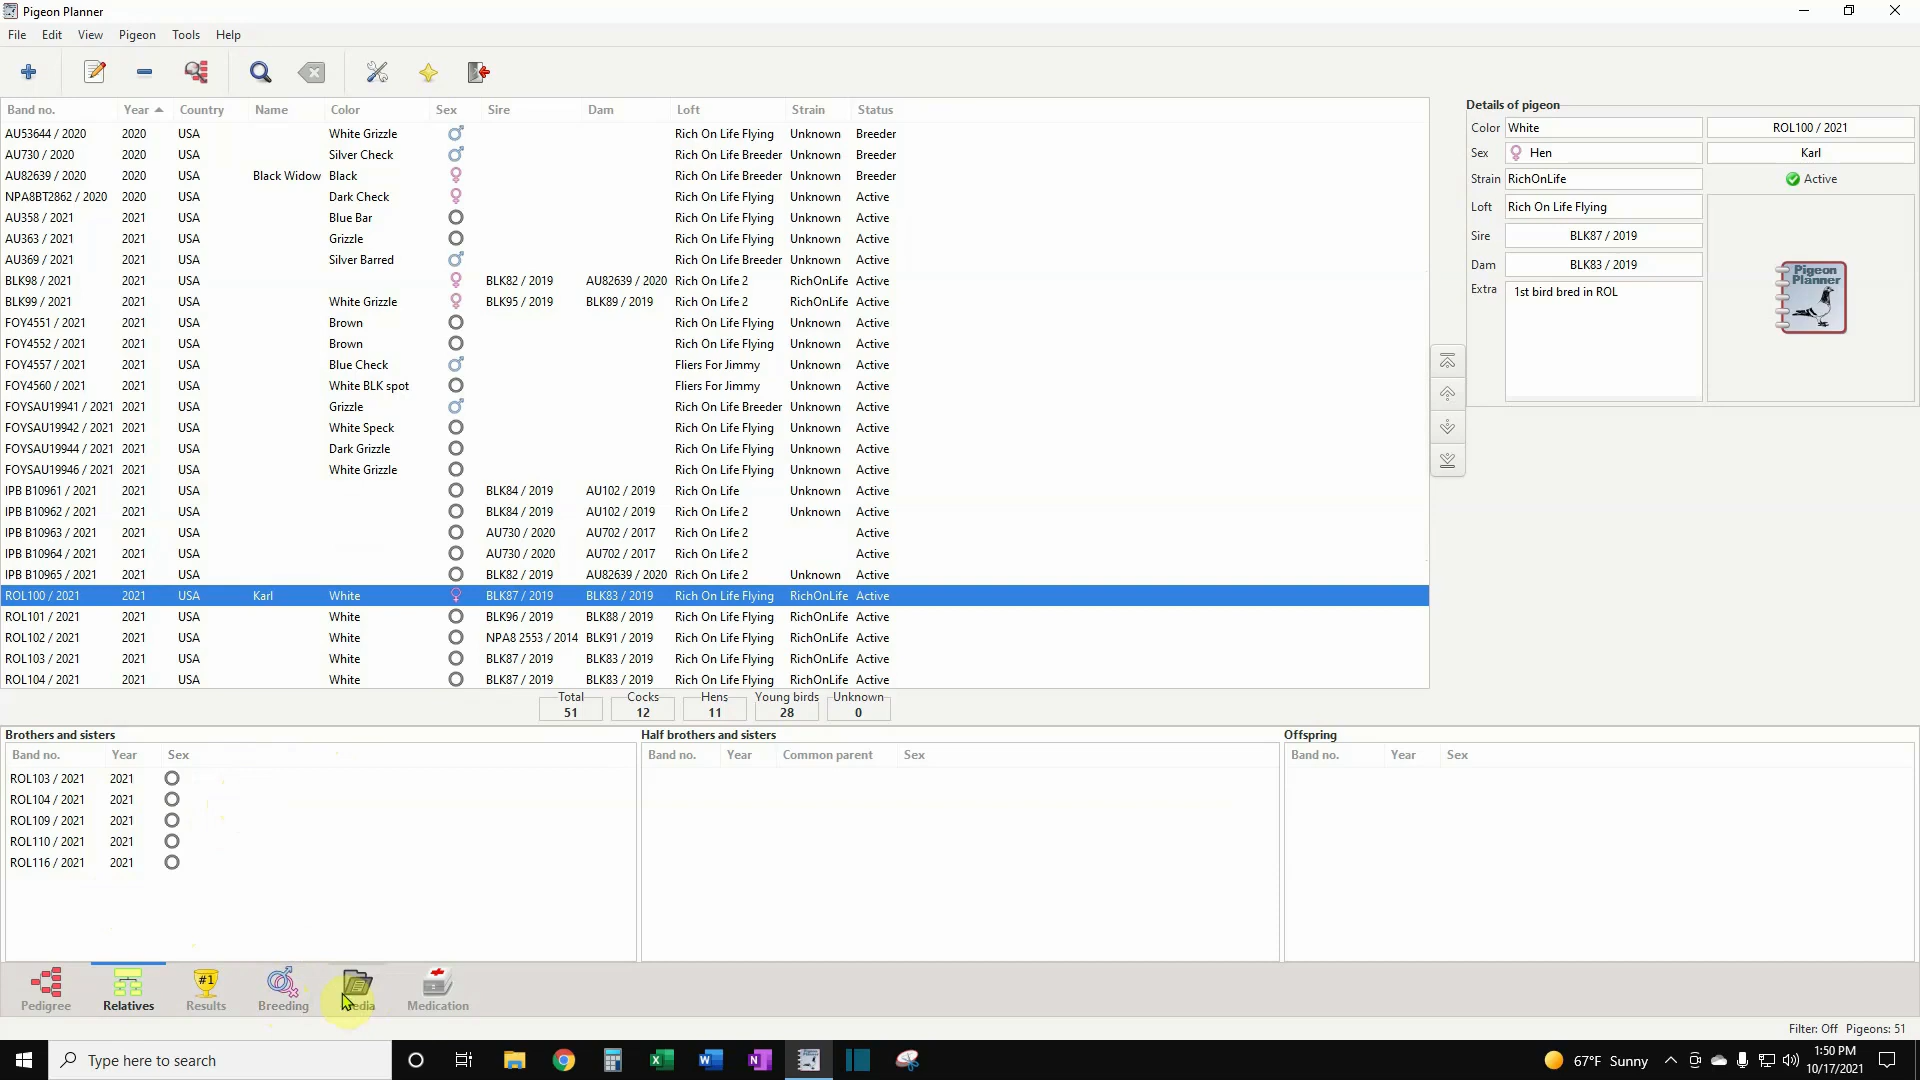 Pigeon Planner
File Edit View Pigeon Tools Help
Band no. Year Country Name Color Sex Sire Dam Loft Strain Status
AU53644 / 2020 2020 USA White Grizzle Rich On Life Flying Unknown Breeder
AU730 / 2020 2020 USA Silver Check Rich On Life Breeder Unknown Breeder
AU82639 / 2020 2020 USA Black Widow Black Rich On Life Breeder Unknown Breeder
NPA8BT2862 / 2020 2020 USA Dark Check Rich On Life Flying Unknown Active
AU358 / 2021 2021 USA Blue Bar Rich On Life Flying Unknown Active
AU363 / 2021 2021 USA Grizzle Rich On Life Flying Unknown Active
AU369 / 2021 2021 USA Silver Barred Rich On Life Breeder Unknown Active
BLK98 / 2021 2021 USA BLK82 / 2019 AU82639 / 2020 Rich On Life 2 RichOnLife Active
BLK99 / 2021 2021 USA White Grizzle BLK95 / 2019 BLK89 / 2019 Rich On Life 2 RichOnLife Active
FOY4551 / 2021 2021 USA Brown Rich On Life Flying Unknown Active
FOY4552 / 2021 2021 USA Brown Rich On Life Flying Unknown Active
FOY4557 / 2021 2021 USA Blue Check Fliers For Jimmy Unknown Active
FOY4560 / 2021 2021 USA White BLK spot Fliers For Jimmy Unknown Active
FOYSAU19941 / 2021 2021 USA Grizzle Rich On Life Breeder Unknown Active
FOYSAU19942 / 2021 2021 USA White Speck Rich On Life Flying Unknown Active
FOYSAU19944 / 2021 2021 USA Dark Grizzle Rich On Life Flying Unknown Active
FOYSAU19946 / 2021 2021 USA White Grizzle Rich On Life Flying Unknown Active
IPB B10961 / 2021 2021 USA BLK84 / 2019 AU102 / 2019 Rich On Life Unknown Active
IPB B10962 / 2021 2021 USA BLK84 / 2019 AU102 / 2019 Rich On Life 2 Unknown Active
IPB B10963 / 2021 2021 USA AU730 / 2020 AU702 / 2017 Rich On Life 2 Active
IPB B10964 / 2021 2021 USA AU730 / 2020 AU702 / 2017 Rich On Life 2 Active
IPB B10965 / 2021 2021 USA BLK82 / 2019 AU82639 / 2020 Rich On Life 2 Unknown Active
ROL100 / 2021 2021 USA Karl White BLK87 / 2019 BLK83 / 2019 Rich On Life Flying RichOnLife Active
ROL101 / 2021 2021 USA White BLK96 / 2019 BLK88 / 2019 Rich On Life Flying RichOnLife Active
ROL102 / 2021 2021 USA White NPA8 2553 / 2014 BLK91 / 2019 Rich On Life Flying RichOnLife Active
ROL103 / 2021 2021 USA White BLK87 / 2019 BLK83 / 2019 Rich On Life Flying RichOnLife Active
ROL104 / 2021 2021 USA White BLK87 / 2019 BLK83 / 2019 Rich On Life Flying RichOnLife Active
Total Cocks Hens Young birds Unknown
51 12 11 28 0
Details of pigeon
Color White ROL100 / 2021
Sex Hen Karl
Strain RichOnLife Active
Loft Rich On Life Flying
Sire BLK87 / 2019
Dam BLK83 / 2019
Extra 1st bird bred in ROL
Pigeon
Planner
Brothers and sisters Half brothers and sisters Offspring
Band no. Year Sex Band no. Year Common parent Sex Band no. Year Sex
ROL103 / 2021 2021
ROL104 / 2021 2021
ROL109 / 2021 2021
ROL110 / 2021 2021
ROL116 / 2021 2021
#1
Pedigree Relatives Results Breeding Media Medication
Filter: Off Pigeons: 51
Type here to search 67°F Sunny 1:50 PM
10/17/2021